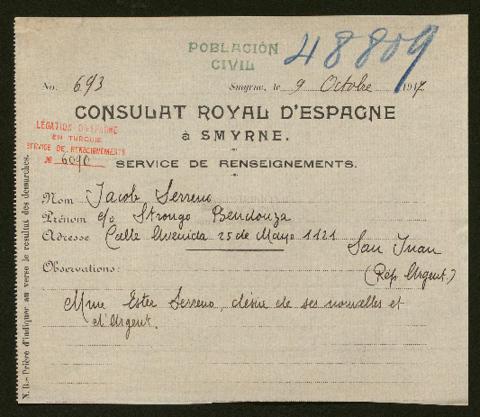 POBLACIÓN
CIVIL
48809
No. 693
Smyrne, le 9 Octobre 1917
CONSULAT ROYAL D'ESPAGNE
à SMYRNE.
LÉGATION D'ESPAGNE
EN TURQUIE
SERVICE DE RENSEIGNEMENTS
№ 6090
SERVICE DE RENSEIGNEMENTS.
Nom Jacob Serreno
Prénom c/o Strongo Bendouza
Adresse Calle Avenida 25 de Mayo 1121
San Juan
(Rép Argent.)
Observations:
Mme Ester Serreno, désire de ses nouvelles et
d'Argent.
N. B.- Prière d'indiquer au verso le résultat des démarches.